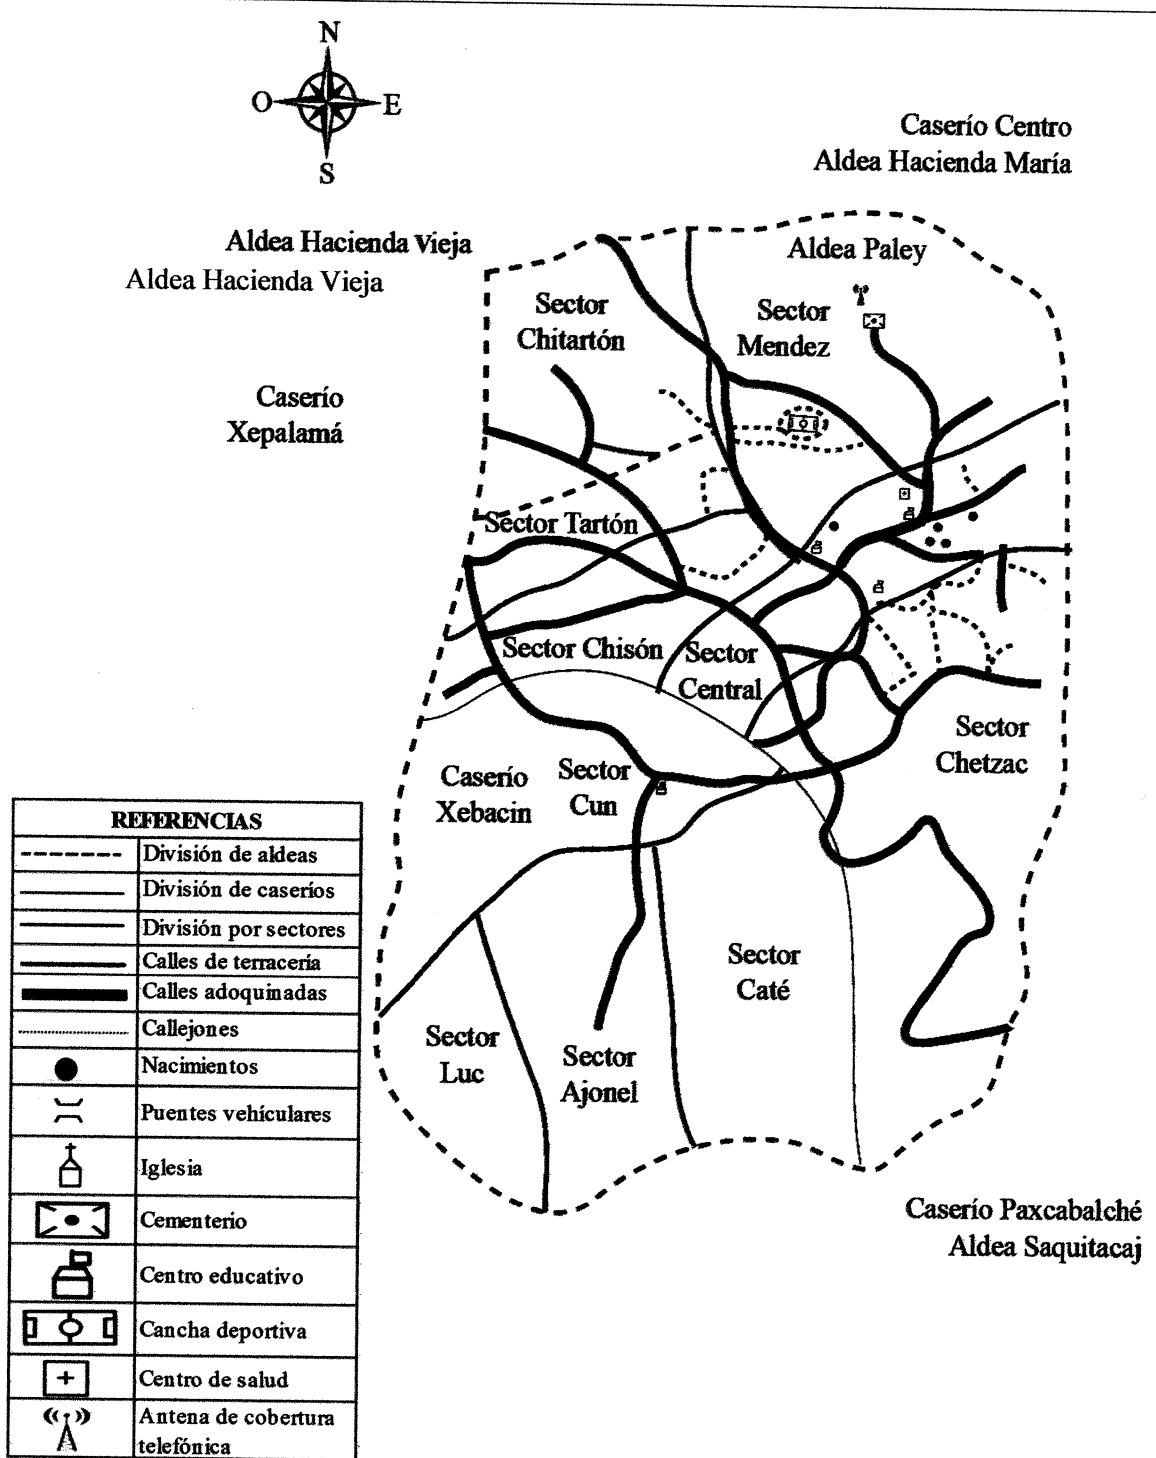 N
O
E
S
Caserío Centro
Aldea Hacienda María
Aldea Hacienda Vieja
Aldea Hacienda Vieja
Aldea Paley
Sector
Chitartón
Sector
Mendez
Caserío
Xepalamá
Sector Tartón
Sector Chisón
Sector
Central
Sector
Chetzac
Caserío
Xebacin
Sector
Cun
Sector
Caté
Sector
Luc
Sector
Ajonel
Caserío Paxcabalché
Aldea Saquitacaj
REFERENCIAS
División de aldeas
División de caseríos
División por sectores
Calles de terracería
Calles adoquinadas
Callejones
Nacimientos
Puentes vehículares
Iglesia
Cementerio
Centro educativo
Cancha deportiva
Centro de salud
Antena de cobertura
telefónica